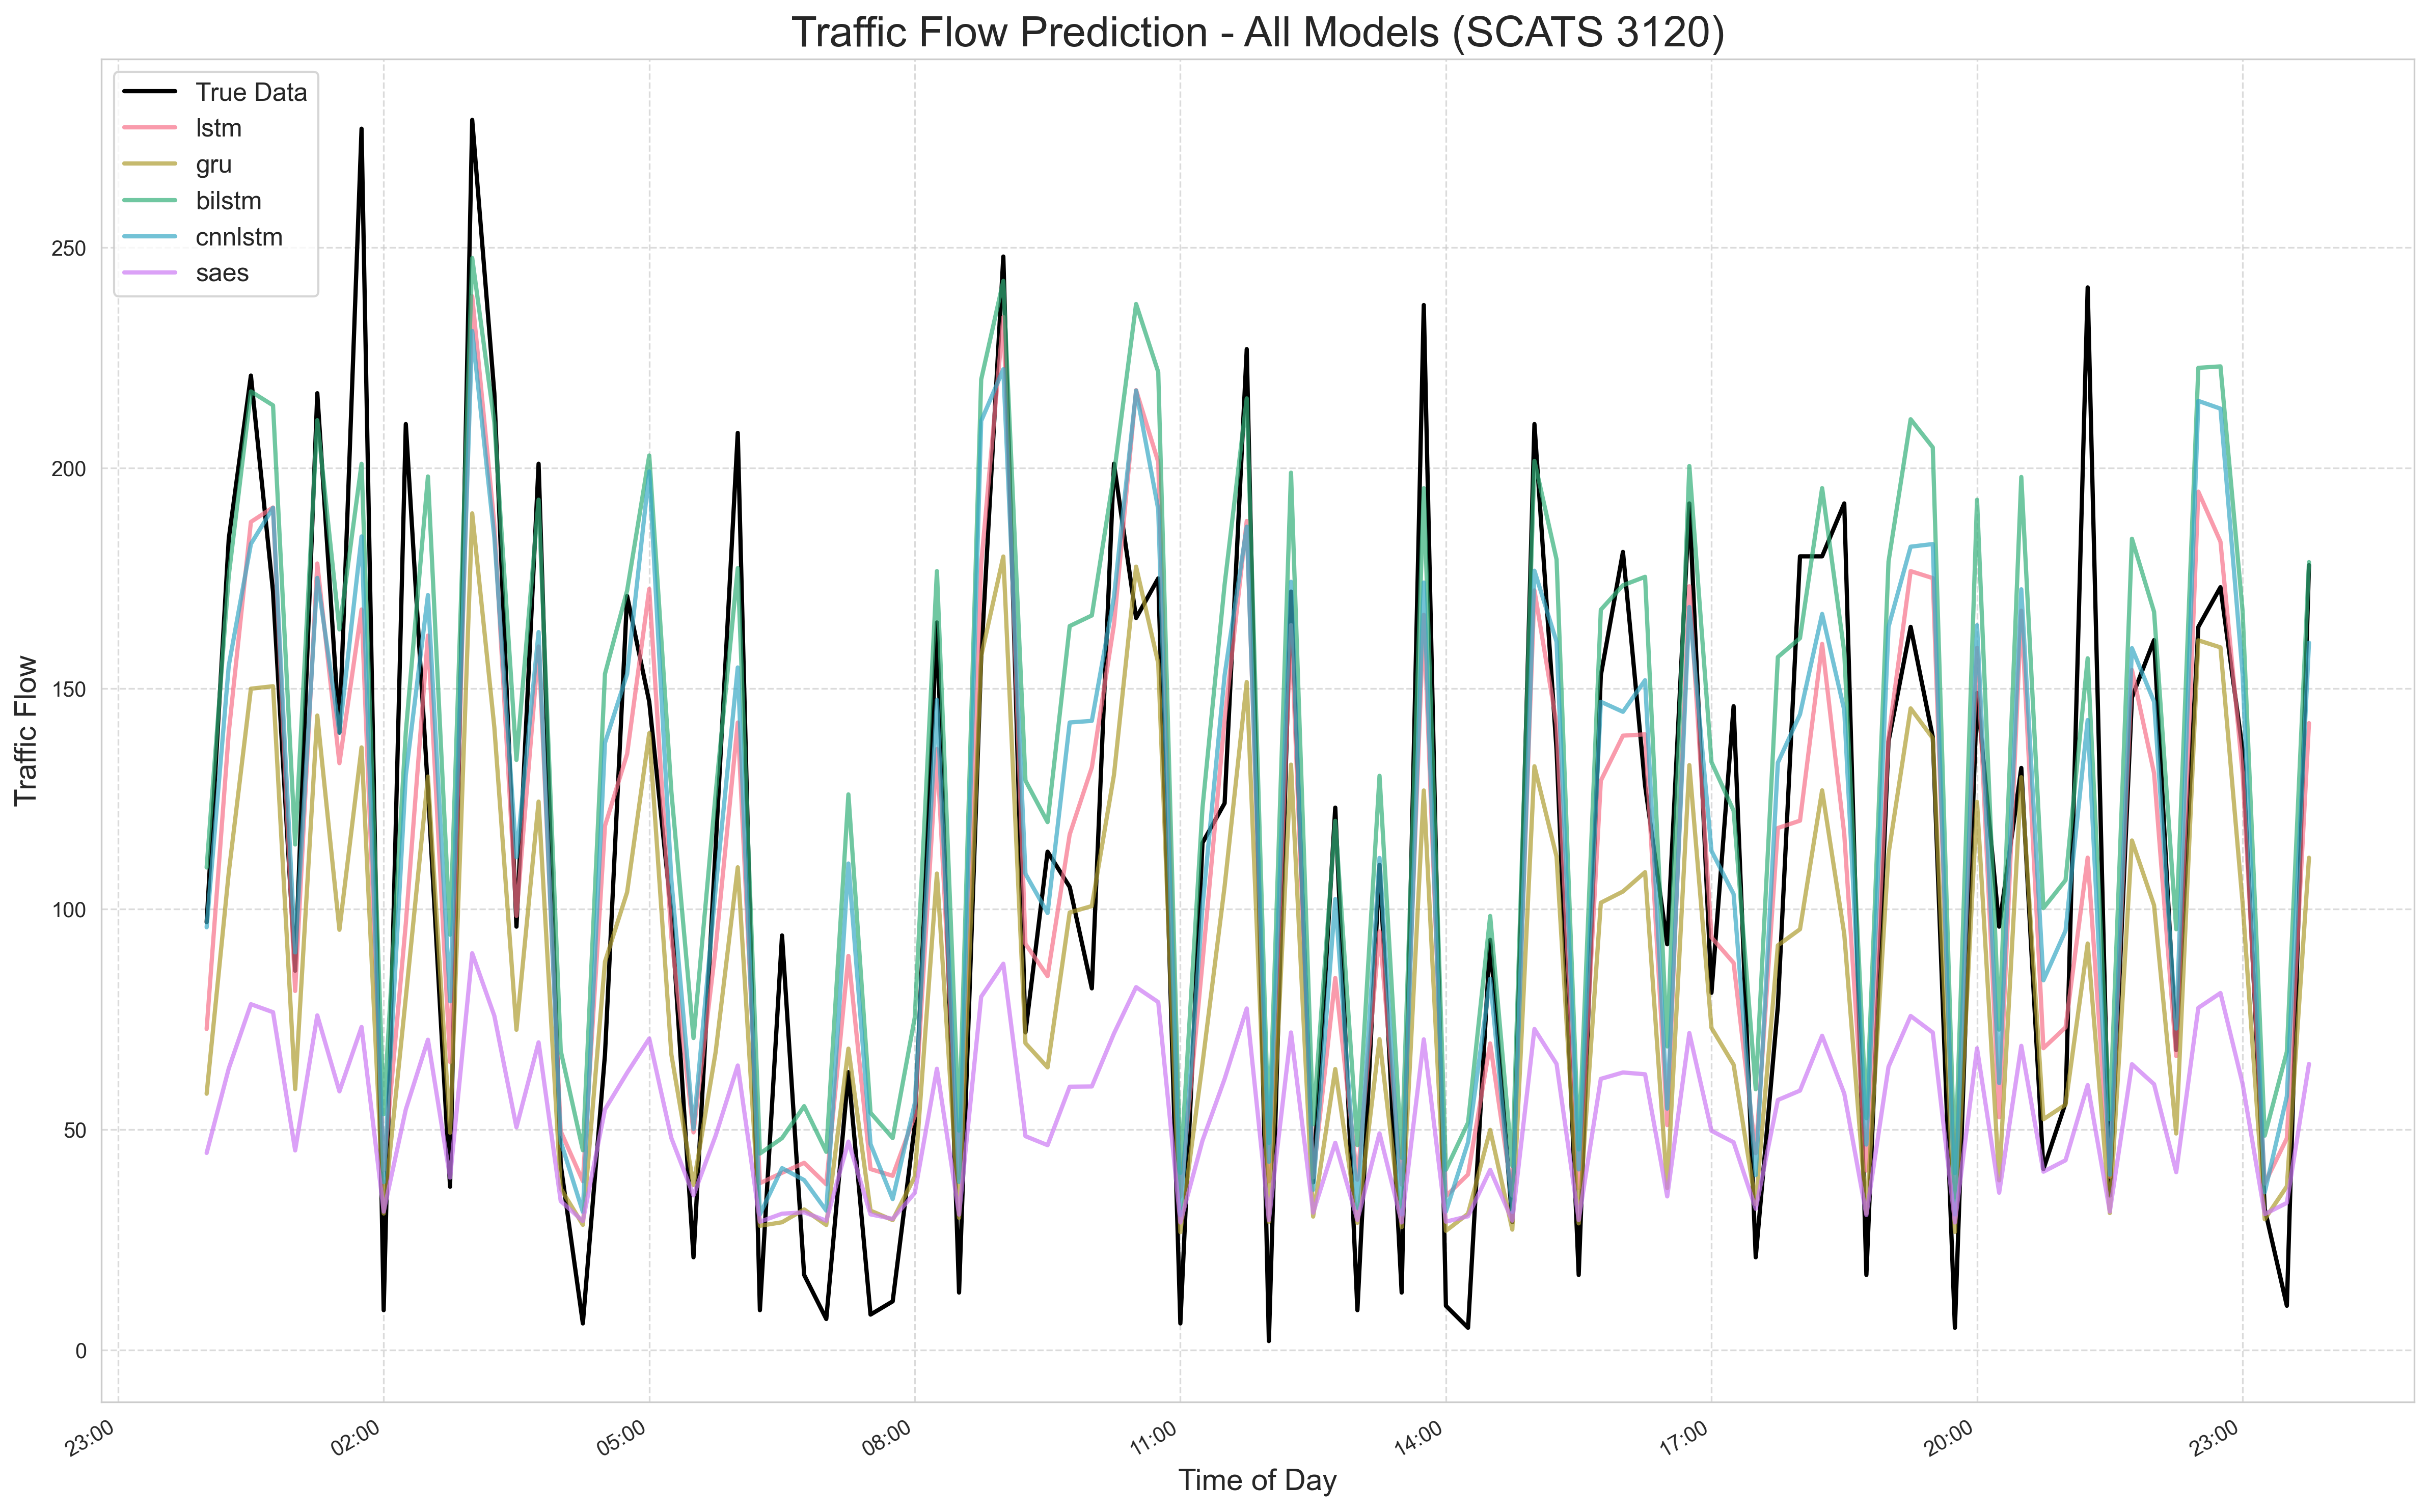 Traffic Flow Prediction - All Models (SCATS 3120)
True Data
lstm
gru
bilstm
cnnlstm
saes
250
200
150
100
50
0
Traffic Flow
23:00
02:00
05:00
08:00
11:00
14:00
17:00
20:00
23:00
Time of Day